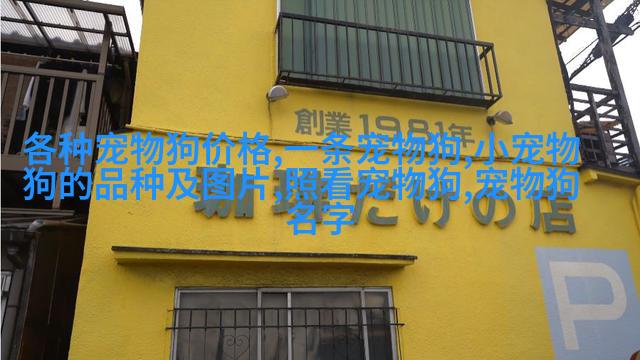 創業1981年
各种宠物狗价格,一条宠物狗,小宠物
狗的品种及图片,照看宠物狗,宠物狗
名字
珈琲だけの店
P